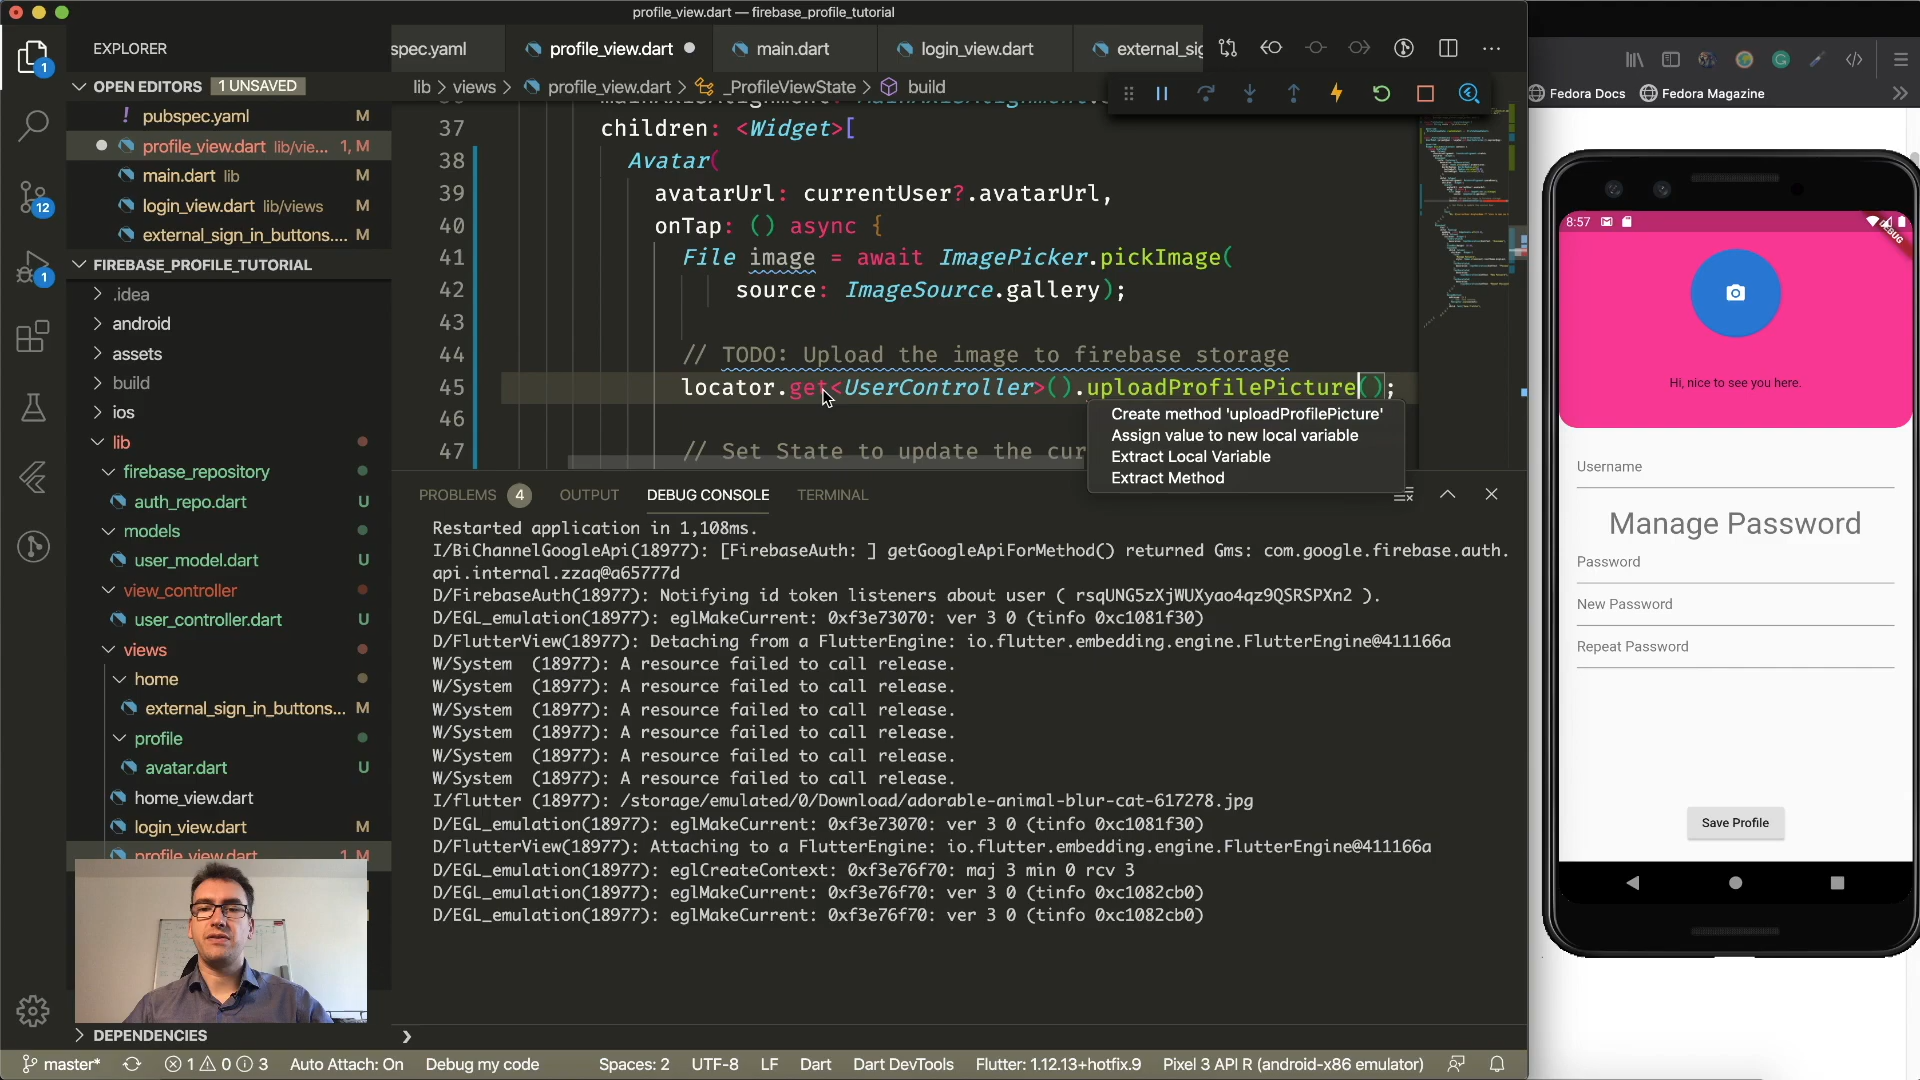 profile_view.dart — firebase_profile_tutorial
EXPLORER
spec.yaml
profile_view.dart
main.dart
login_view.dart
external_sig
OPEN EDITORS 1 UNSAVED
lib > views > profile_view.dart > _ProfileViewState > build
pubspec.yaml M
profile_view.dart lib/vie... 1, M
main.dart lib M
login_view.dart lib/views M
external_sign_in_buttons.... M
FIREBASE_PROFILE_TUTORIAL
.idea
android
assets
build
ios
lib
firebase_repository
auth_repo.dart U
models
user_model.dart U
view_controller
user_controller.dart U
views
home
external_sign_in_buttons... M
profile
avatar.dart U
home_view.dart
login_view.dart M
profile_view.dart 1, M
DEPENDENCIES
37 children: <Widget>[
38 Avatar(
39 avatarUrl: currentUser?.avatarUrl,
40 onTap: () async {
41 File image = await ImagePicker.pickImage(
42 source: ImageSource.gallery);
43
44 // TODO: Upload the image to firebase storage
45 locator.get<UserController>().uploadProfilePicture();
46
47 // Set State to update the cur
Create method 'uploadProfilePicture'
Assign value to new local variable
Extract Local Variable
Extract Method
PROBLEMS 4 OUTPUT DEBUG CONSOLE TERMINAL
Restarted application in 1,108ms.
I/BiChannelGoogleApi(18977): [FirebaseAuth: ] getGoogleApiForMethod() returned Gms: com.google.firebase.auth.
api.internal.zzaq@a65777d
D/FirebaseAuth(18977): Notifying id token listeners about user ( rsqUNG5zXjWUXyao4qz9QSRSPXn2 ).
D/EGL_emulation(18977): eglMakeCurrent: 0xf3e73070: ver 3 0 (tinfo 0xc1081f30)
D/FlutterView(18977): Detaching from a FlutterEngine: io.flutter.embedding.engine.FlutterEngine@411166a
W/System  (18977): A resource failed to call release.
W/System  (18977): A resource failed to call release.
W/System  (18977): A resource failed to call release.
W/System  (18977): A resource failed to call release.
W/System  (18977): A resource failed to call release.
W/System  (18977): A resource failed to call release.
I/flutter (18977): /storage/emulated/0/Download/adorable-animal-blur-cat-617278.jpg
D/EGL_emulation(18977): eglMakeCurrent: 0xf3e73070: ver 3 0 (tinfo 0xc1081f30)
D/FlutterView(18977): Attaching to a FlutterEngine: io.flutter.embedding.engine.FlutterEngine@411166a
D/EGL_emulation(18977): eglCreateContext: 0xf3e76f70: maj 3 min 0 rcv 3
D/EGL_emulation(18977): eglMakeCurrent: 0xf3e76f70: ver 3 0 (tinfo 0xc1082cb0)
D/EGL_emulation(18977): eglMakeCurrent: 0xf3e76f70: ver 3 0 (tinfo 0xc1082cb0)
master* 1 0 3 Auto Attach: On Debug my code Spaces: 2 UTF-8 LF Dart Dart DevTools Flutter: 1.12.13+hotfix.9 Pixel 3 API R (android-x86 emulator)
1
12
1
Fedora Docs Fedora Magazine
8:57
DEBUG
Hi, nice to see you here.
Username
Manage Password
Password
New Password
Repeat Password
Save Profile